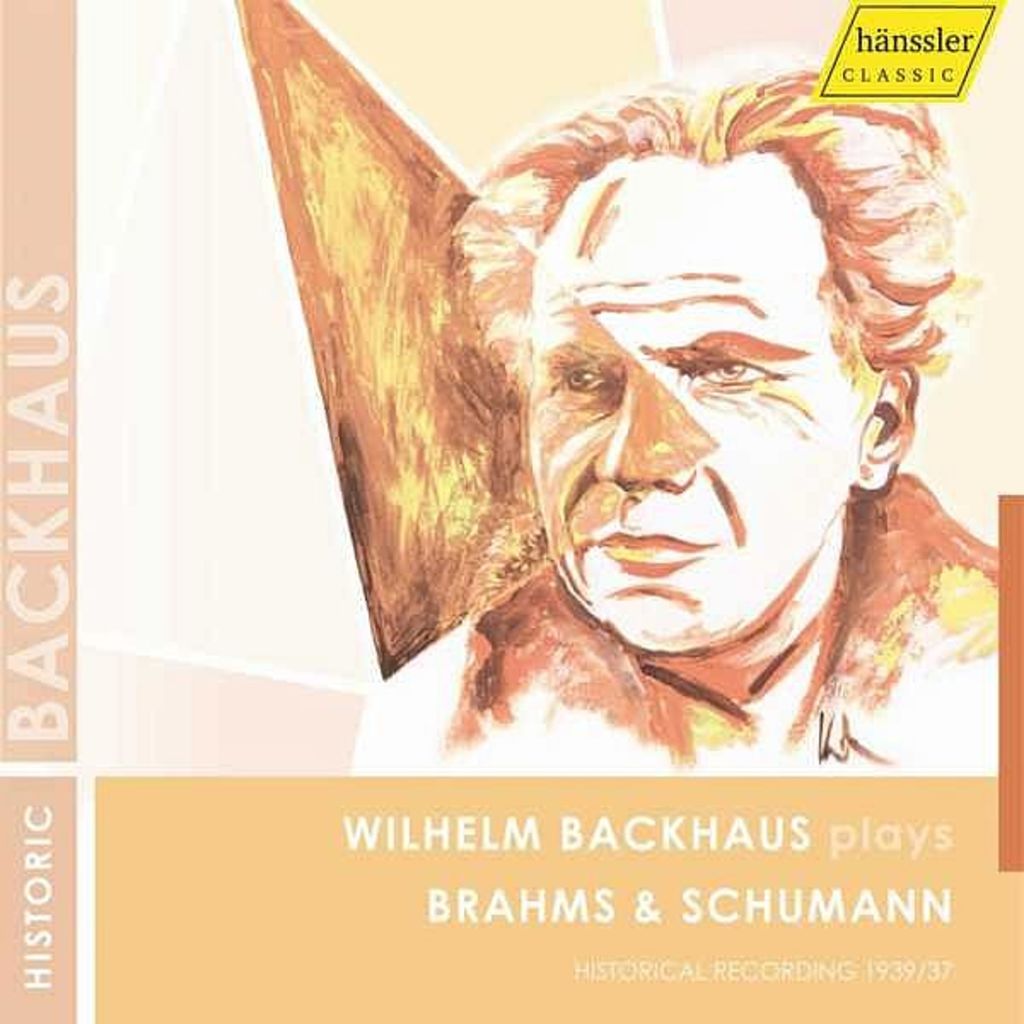 hänssler
CLASSIC
BACKHAUS
HISTORIC
WILHELM BACKHAUS plays
BRAHMS & SCHUMANN
HISTORICAL RECORDING 1939/37